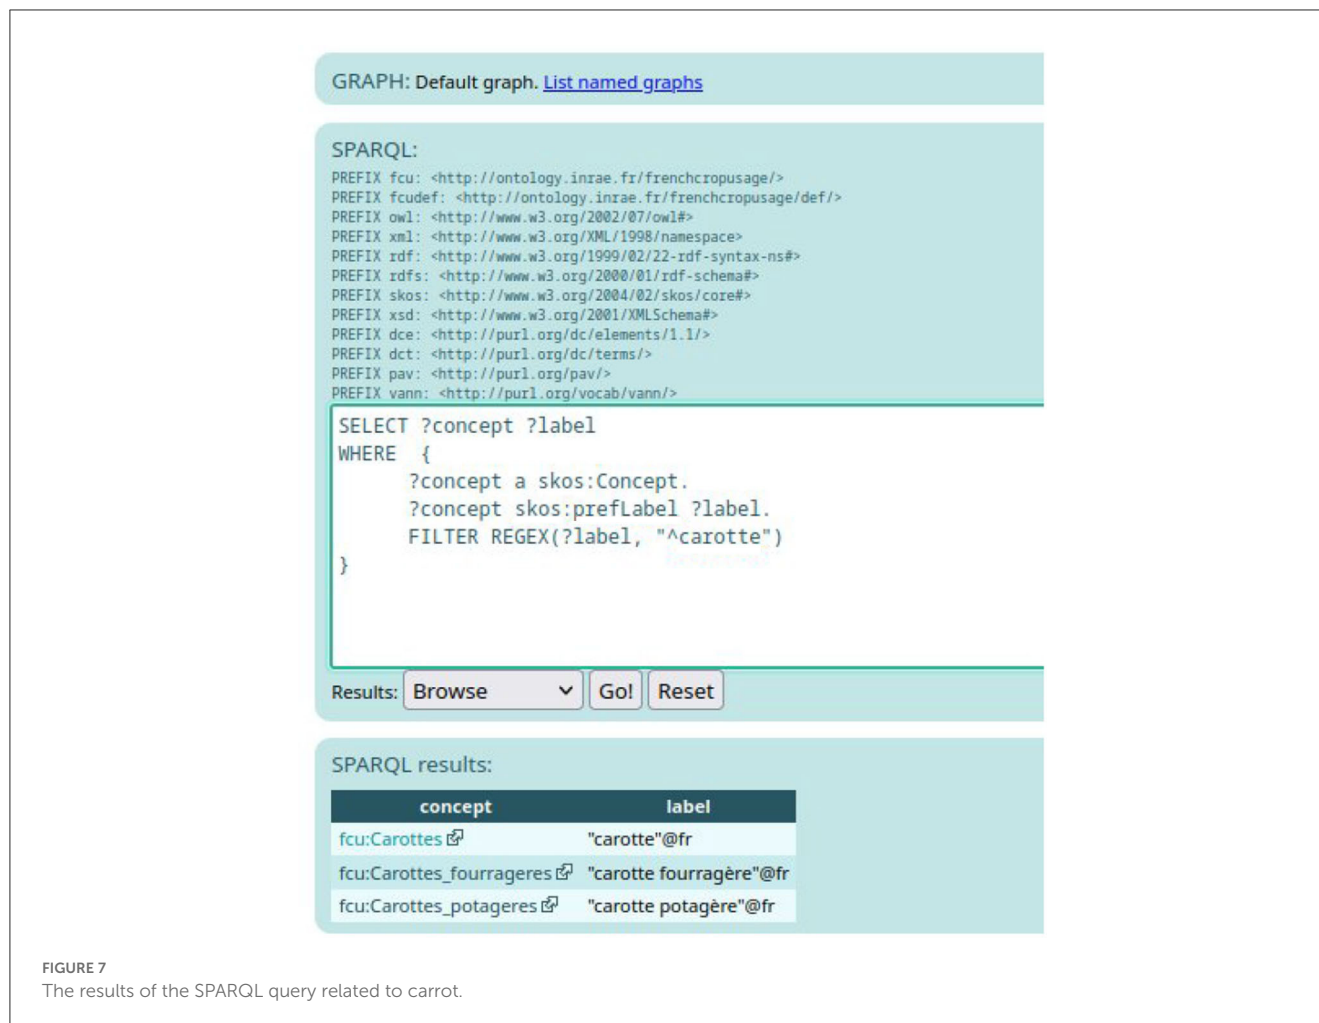 GRAPH: Default graph. List named graphs
SPARQL:
PREFIX fcu: <http://ontology.inrae.fr/frenchcropusage/>
PREFIX fcudef: <http://ontology.inrae.fr/frenchcropusage/def/>
PREFIX owl: <http://www.w3.org/2002/07/owl#>
PREFIX xml: <http://www.w3.org/XML/1998/namespace>
PREFIX rdf: <http://www.w3.org/1999/02/22-rdf-syntax-ns#>
PREFIX rdfs: <http://www.w3.org/2000/01/rdf-schema#>
PREFIX skos: <http://www.w3.org/2004/02/skos/core#>
PREFIX xsd: <http://www.w3.org/2001/XMLSchema#>
PREFIX dce: <http://purl.org/dc/elements/1.1/>
PREFIX dct: <http://purl.org/dc/terms/>
PREFIX pav: <http://purl.org/pav/>
PREFIX vann: <http://purl.org/vocab/vann/>
SELECT ?concept ?label
WHERE  {
?concept a skos:Concept.
?concept skos:prefLabel ?label.
FILTER REGEX(?label, "^carotte")
}
Results: Browse Go! Reset
SPARQL results:
concept label
fcu:Carottes "carotte"@fr
fcu:Carottes_fourrageres "carotte fourragère"@fr
fcu:Carottes_potageres "carotte potagère"@fr
FIGURE 7
The results of the SPARQL query related to carrot.